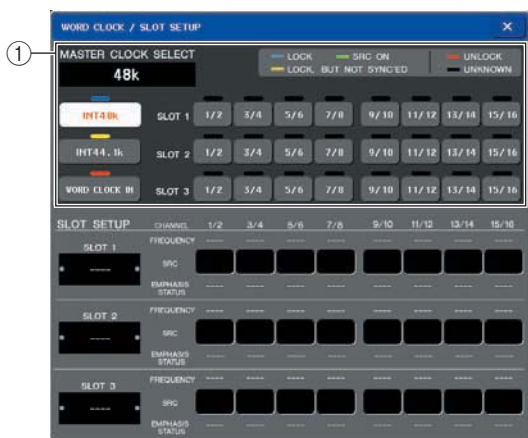 WORD CLOCK / SLOT SETUP ×
①
MASTER CLOCK SELECT
48k
LOCK SRC ON UNLOCK
LOCK, BUT NOT SYNC'ED UNKNOWN
INT48k SLOT 1 1/2 3/4 5/6 7/8 9/10 11/12 13/14 15/16
INT44.1k SLOT 2 1/2 3/4 5/6 7/8 9/10 11/12 13/14 15/16
WORD CLOCK IN SLOT 3 1/2 3/4 5/6 7/8 9/10 11/12 13/14 15/16
SLOT SETUP CHANNEL 1/2 3/4 5/6 7/8 9/10 11/12 13/14 15/16
SLOT 1 FREQUENCY ---- ---- ---- ---- ---- ---- ---- ----
---- SRC
EMPHASIS STATUS ---- ---- ---- ---- ---- ---- ---- ----
SLOT 2 FREQUENCY ---- ---- ---- ---- ---- ---- ---- ----
---- SRC
EMPHASIS STATUS ---- ---- ---- ---- ---- ---- ---- ----
SLOT 3 FREQUENCY ---- ---- ---- ---- ---- ---- ---- ----
---- SRC
EMPHASIS STATUS ---- ---- ---- ---- ---- ---- ---- ----